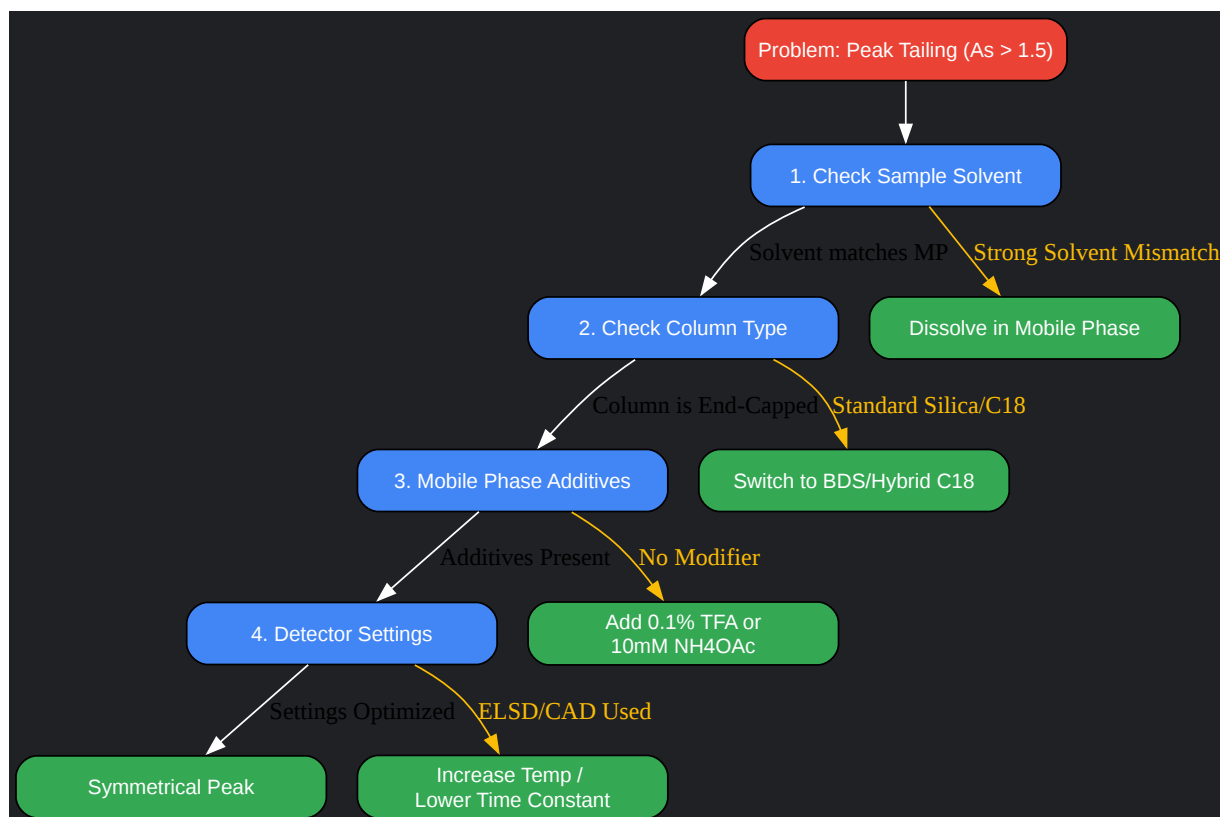 Problem: Peak Tailing (As > 1.5)
1. Check Sample Solvent
Solvent matches MP
Strong Solvent Mismatch
2. Check Column Type
Dissolve in Mobile Phase
Column is End-Capped
Standard Silica/C18
3. Mobile Phase Additives
Switch to BDS/Hybrid C18
Additives Present
No Modifier
4. Detector Settings
Add 0.1% TFA or
10mM NH4OAc
Settings Optimized
ELSD/CAD Used
Symmetrical Peak
Increase Temp /
Lower Time Constant